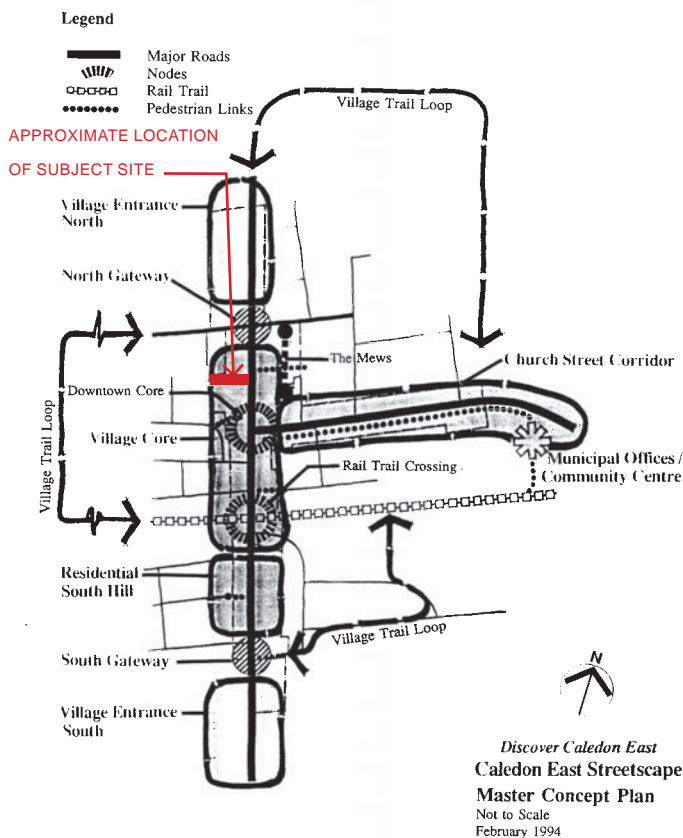 Legend
Major Roads
Nodes
Rail Trail
Pedestrian Links
APPROXIMATE LOCATION
OF SUBJECT SITE
Village Trail Loop
Village Entrance
North
North Gateway
The Mews
Church Street Corridor
Downtown Core
Village Core
Village Trail Loop
Rail Trail Crossing
Municipal Offices /
Community Centre
Residential
South Hill
Village Trail Loop
South Gateway
Village Entrance
South
N
Discover Caledon East
Caledon East Streetscape
Master Concept Plan
Not to Scale
February 1994